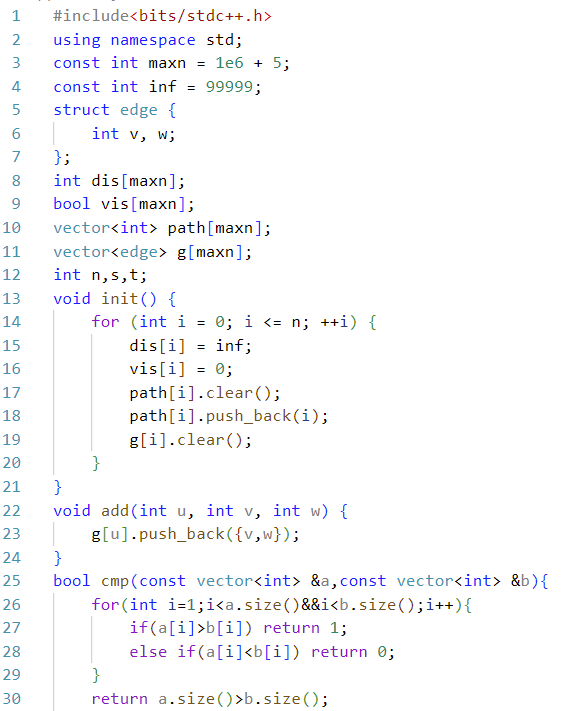 1 #include<bits/stdc++.h>
2 using namespace std;
3 const int maxn = 1e6 + 5;
4 const int inf = 99999;
5 struct edge {
6     int v, w;
7 };
8 int dis[maxn];
9 bool vis[maxn];
10 vector<int> path[maxn];
11 vector<edge> g[maxn];
12 int n,s,t;
13 void init() {
14     for (int i = 0; i <= n; ++i) {
15         dis[i] = inf;
16         vis[i] = 0;
17         path[i].clear();
18         path[i].push_back(i);
19         g[i].clear();
20     }
21 }
22 void add(int u, int v, int w) {
23     g[u].push_back({v,w});
24 }
25 bool cmp(const vector<int> &a,const vector<int> &b){
26     for(int i=1;i<a.size()&&i<b.size();i++){
27         if(a[i]>b[i]) return 1;
28         else if(a[i]<b[i]) return 0;
29     }
30     return a.size()>b.size();